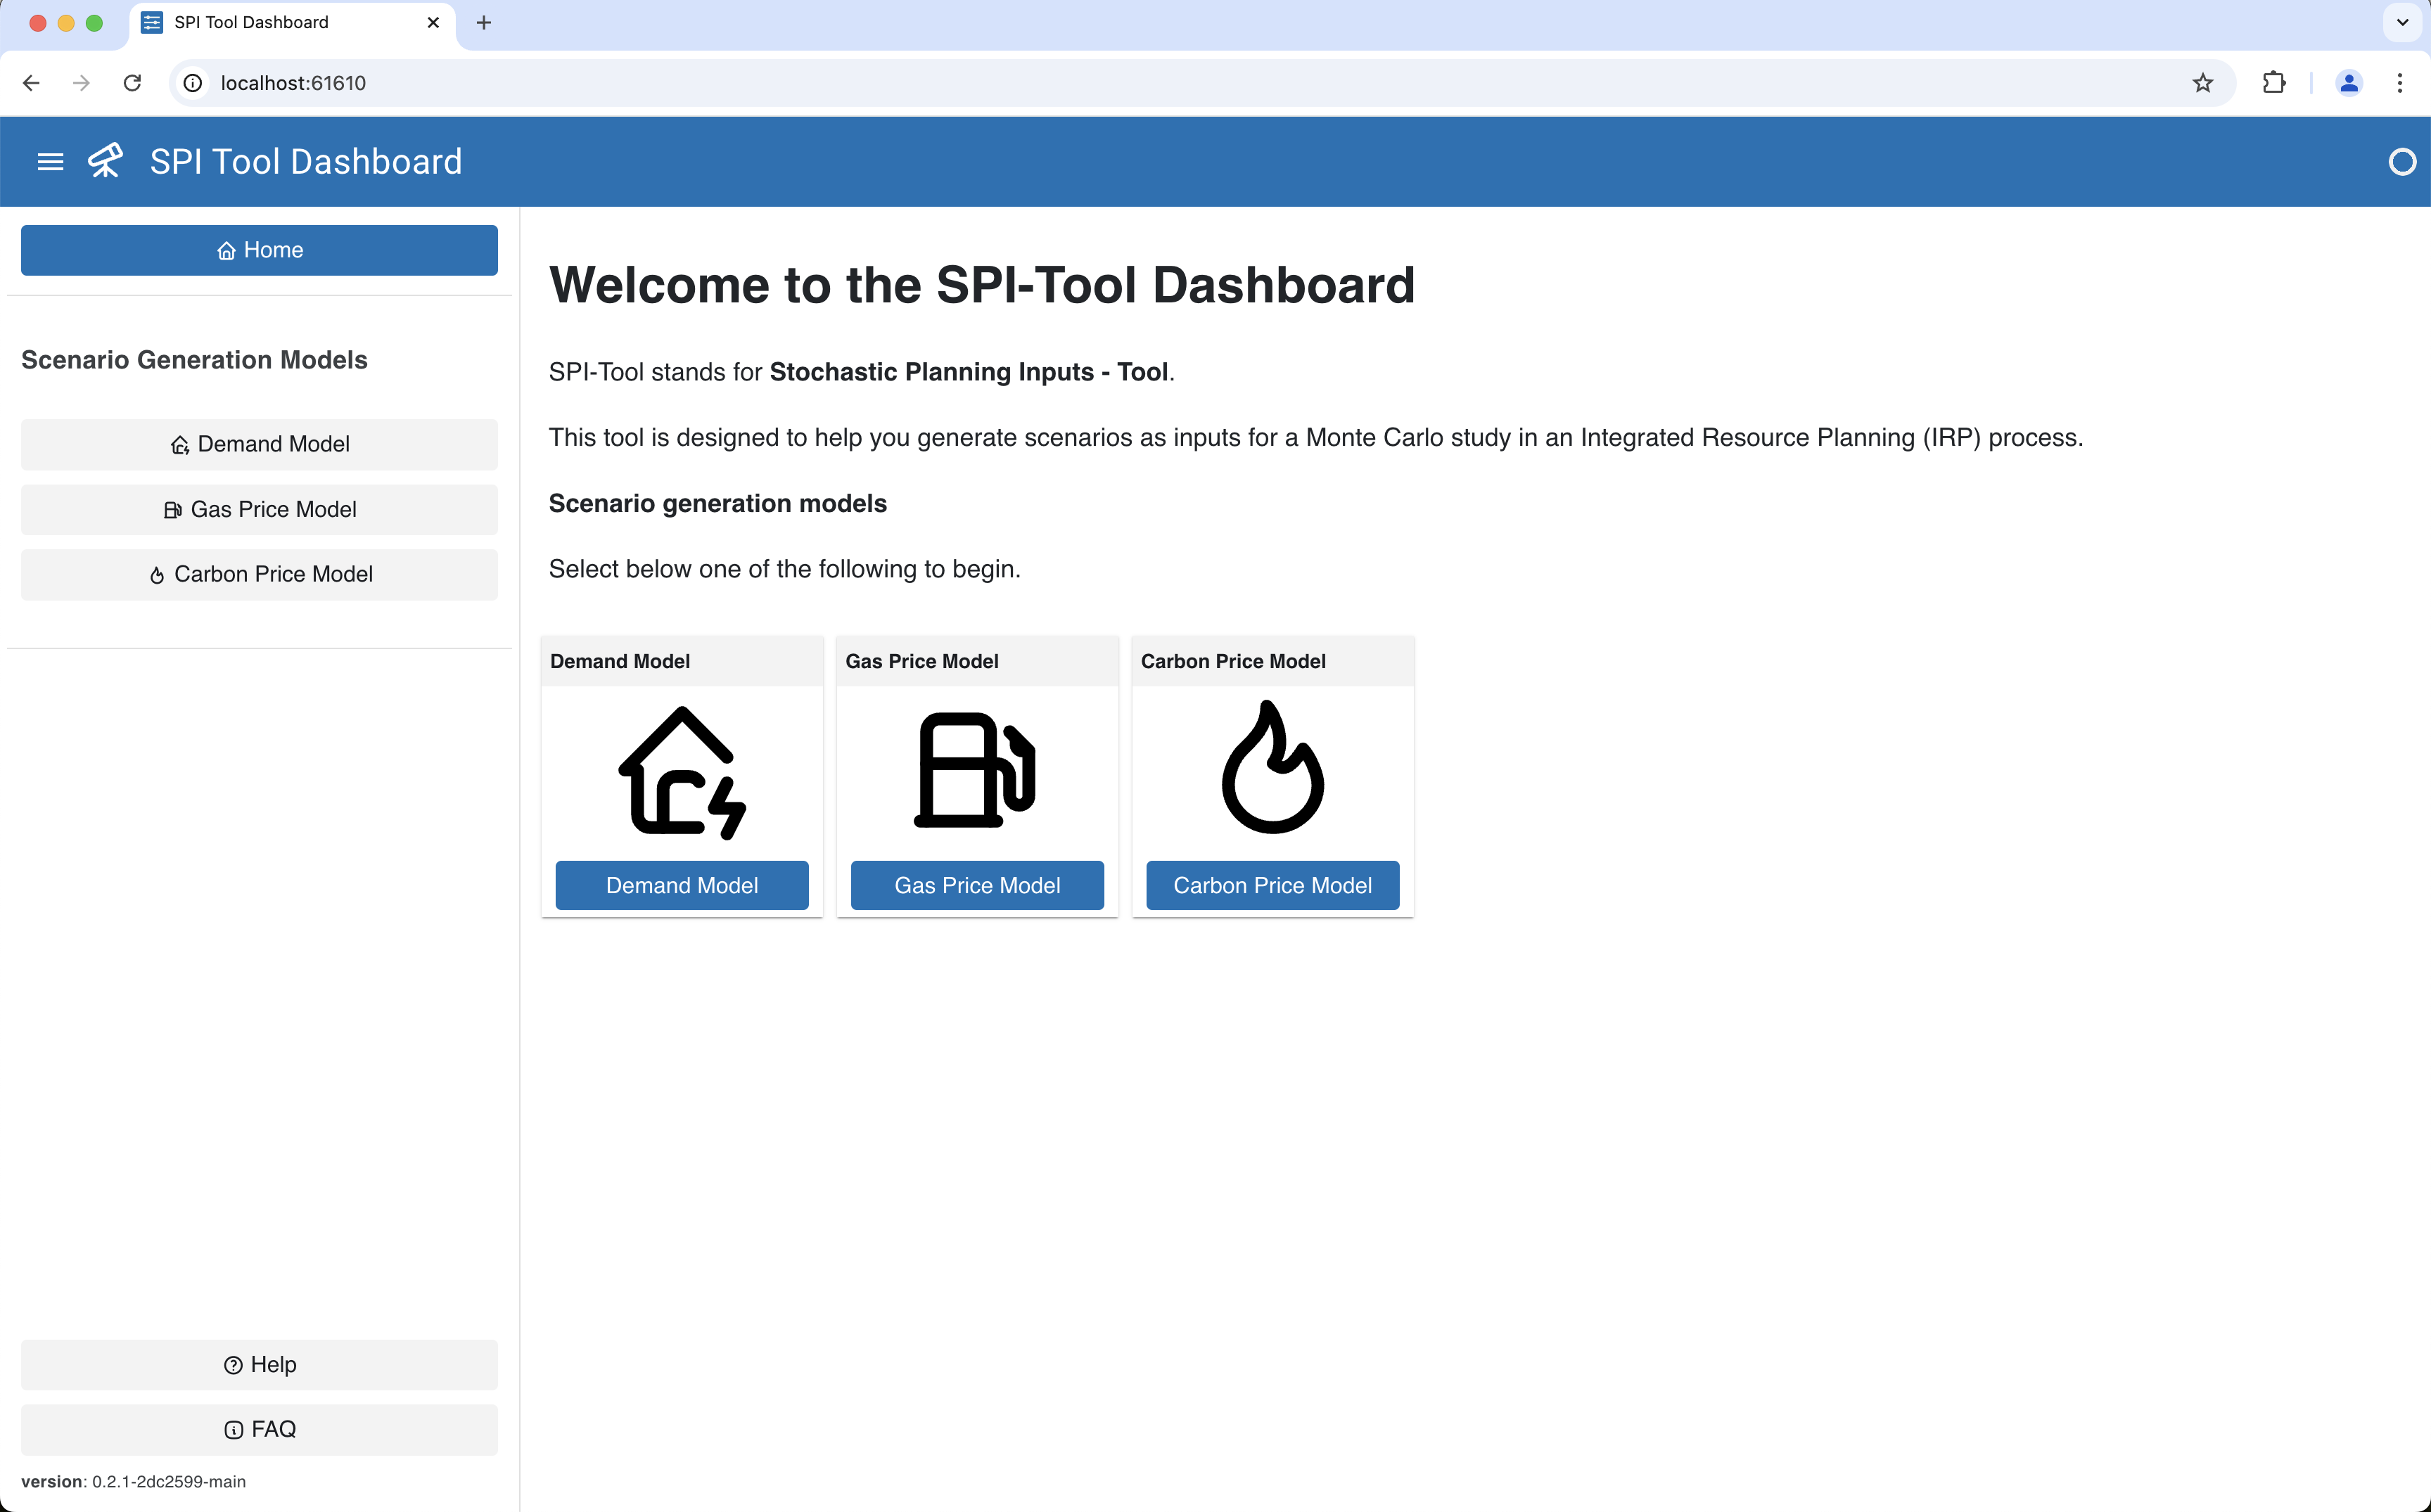 SPI Tool Dashboard
localhost:61610
SPI Tool Dashboard
Home
Scenario Generation Models
Demand Model
Gas Price Model
Carbon Price Model
Help
FAQ
version: 0.2.1-2dc2599-main
Welcome to the SPI-Tool Dashboard
SPI-Tool stands for Stochastic Planning Inputs - Tool.
This tool is designed to help you generate scenarios as inputs for a Monte Carlo study in an Integrated Resource Planning (IRP) process.
Scenario generation models
Select below one of the following to begin.
Demand Model
Demand Model
Gas Price Model
Gas Price Model
Carbon Price Model
Carbon Price Model